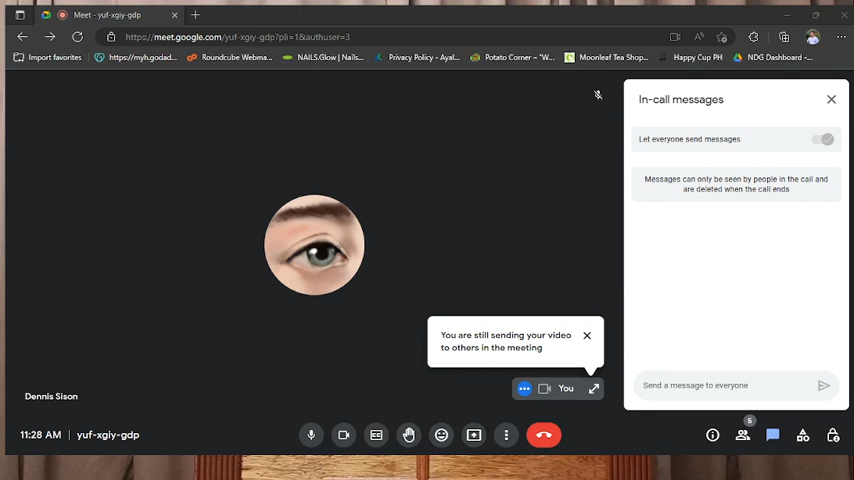 Meet - yuf-xgiy-gdp
https://meet.google.com/yuf-xgiy-gdp?pli=1&authuser=3
Import favorites
https://myh.godad...
Roundcube Webma...
NAILS.Glow | Nails...
Privacy Policy - Ayal...
Potato Corner – "W...
Moonleaf Tea Shop...
Happy Cup PH
NDG Dashboard -...
In-call messages
Let everyone send messages
Messages can only be seen by people in the call and
are deleted when the call ends
You are still sending your video
to others in the meeting
You
Send a message to everyone
Dennis Sison
11:28 AM | yuf-xgiy-gdp
5